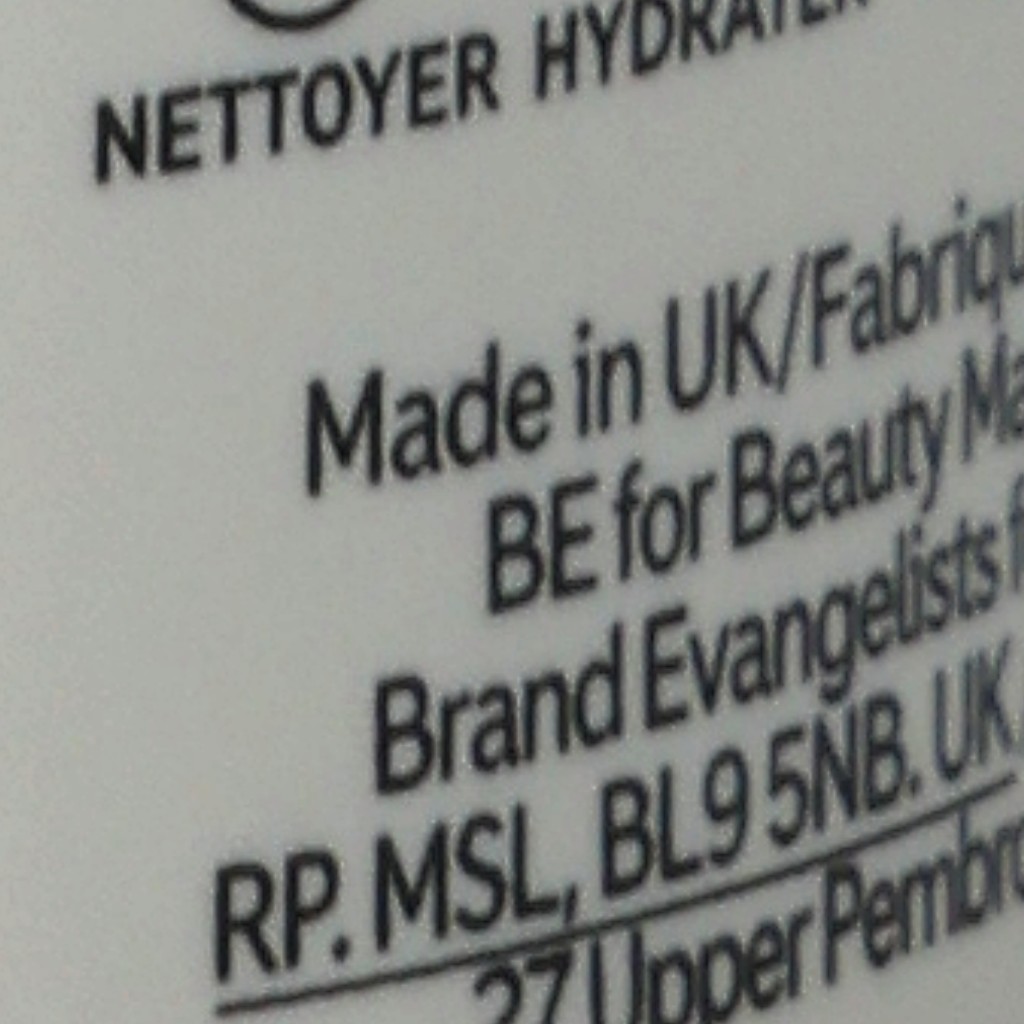 NETTOYER HYDRATER
Made in UK/Fabriqu
BE for Beauty Ma
Brand Evangelists f
RP. MSL, BL9 5NB. UK
27 Upper Pembro